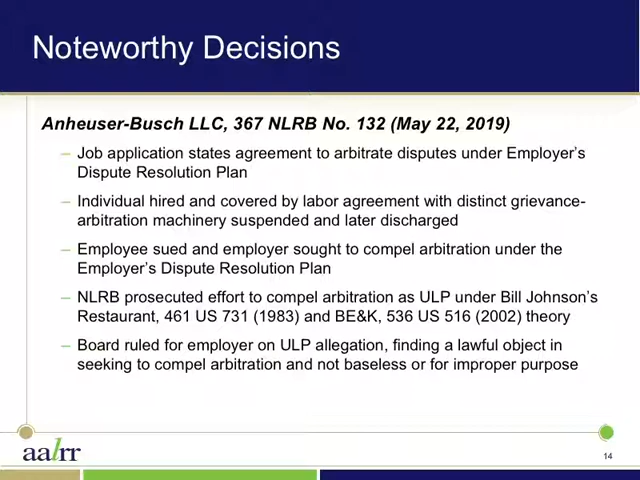 Noteworthy Decisions
Anheuser-Busch LLC, 367 NLRB No. 132 (May 22, 2019)
– Job application states agreement to arbitrate disputes under Employer's
Dispute Resolution Plan
– Individual hired and covered by labor agreement with distinct grievance-
arbitration machinery suspended and later discharged
– Employee sued and employer sought to compel arbitration under the
Employer's Dispute Resolution Plan
– NLRB prosecuted effort to compel arbitration as ULP under Bill Johnson's
Restaurant, 461 US 731 (1983) and BE&K, 536 US 516 (2002) theory
– Board ruled for employer on ULP allegation, finding a lawful object in
seeking to compel arbitration and not baseless or for improper purpose
aalrr
14